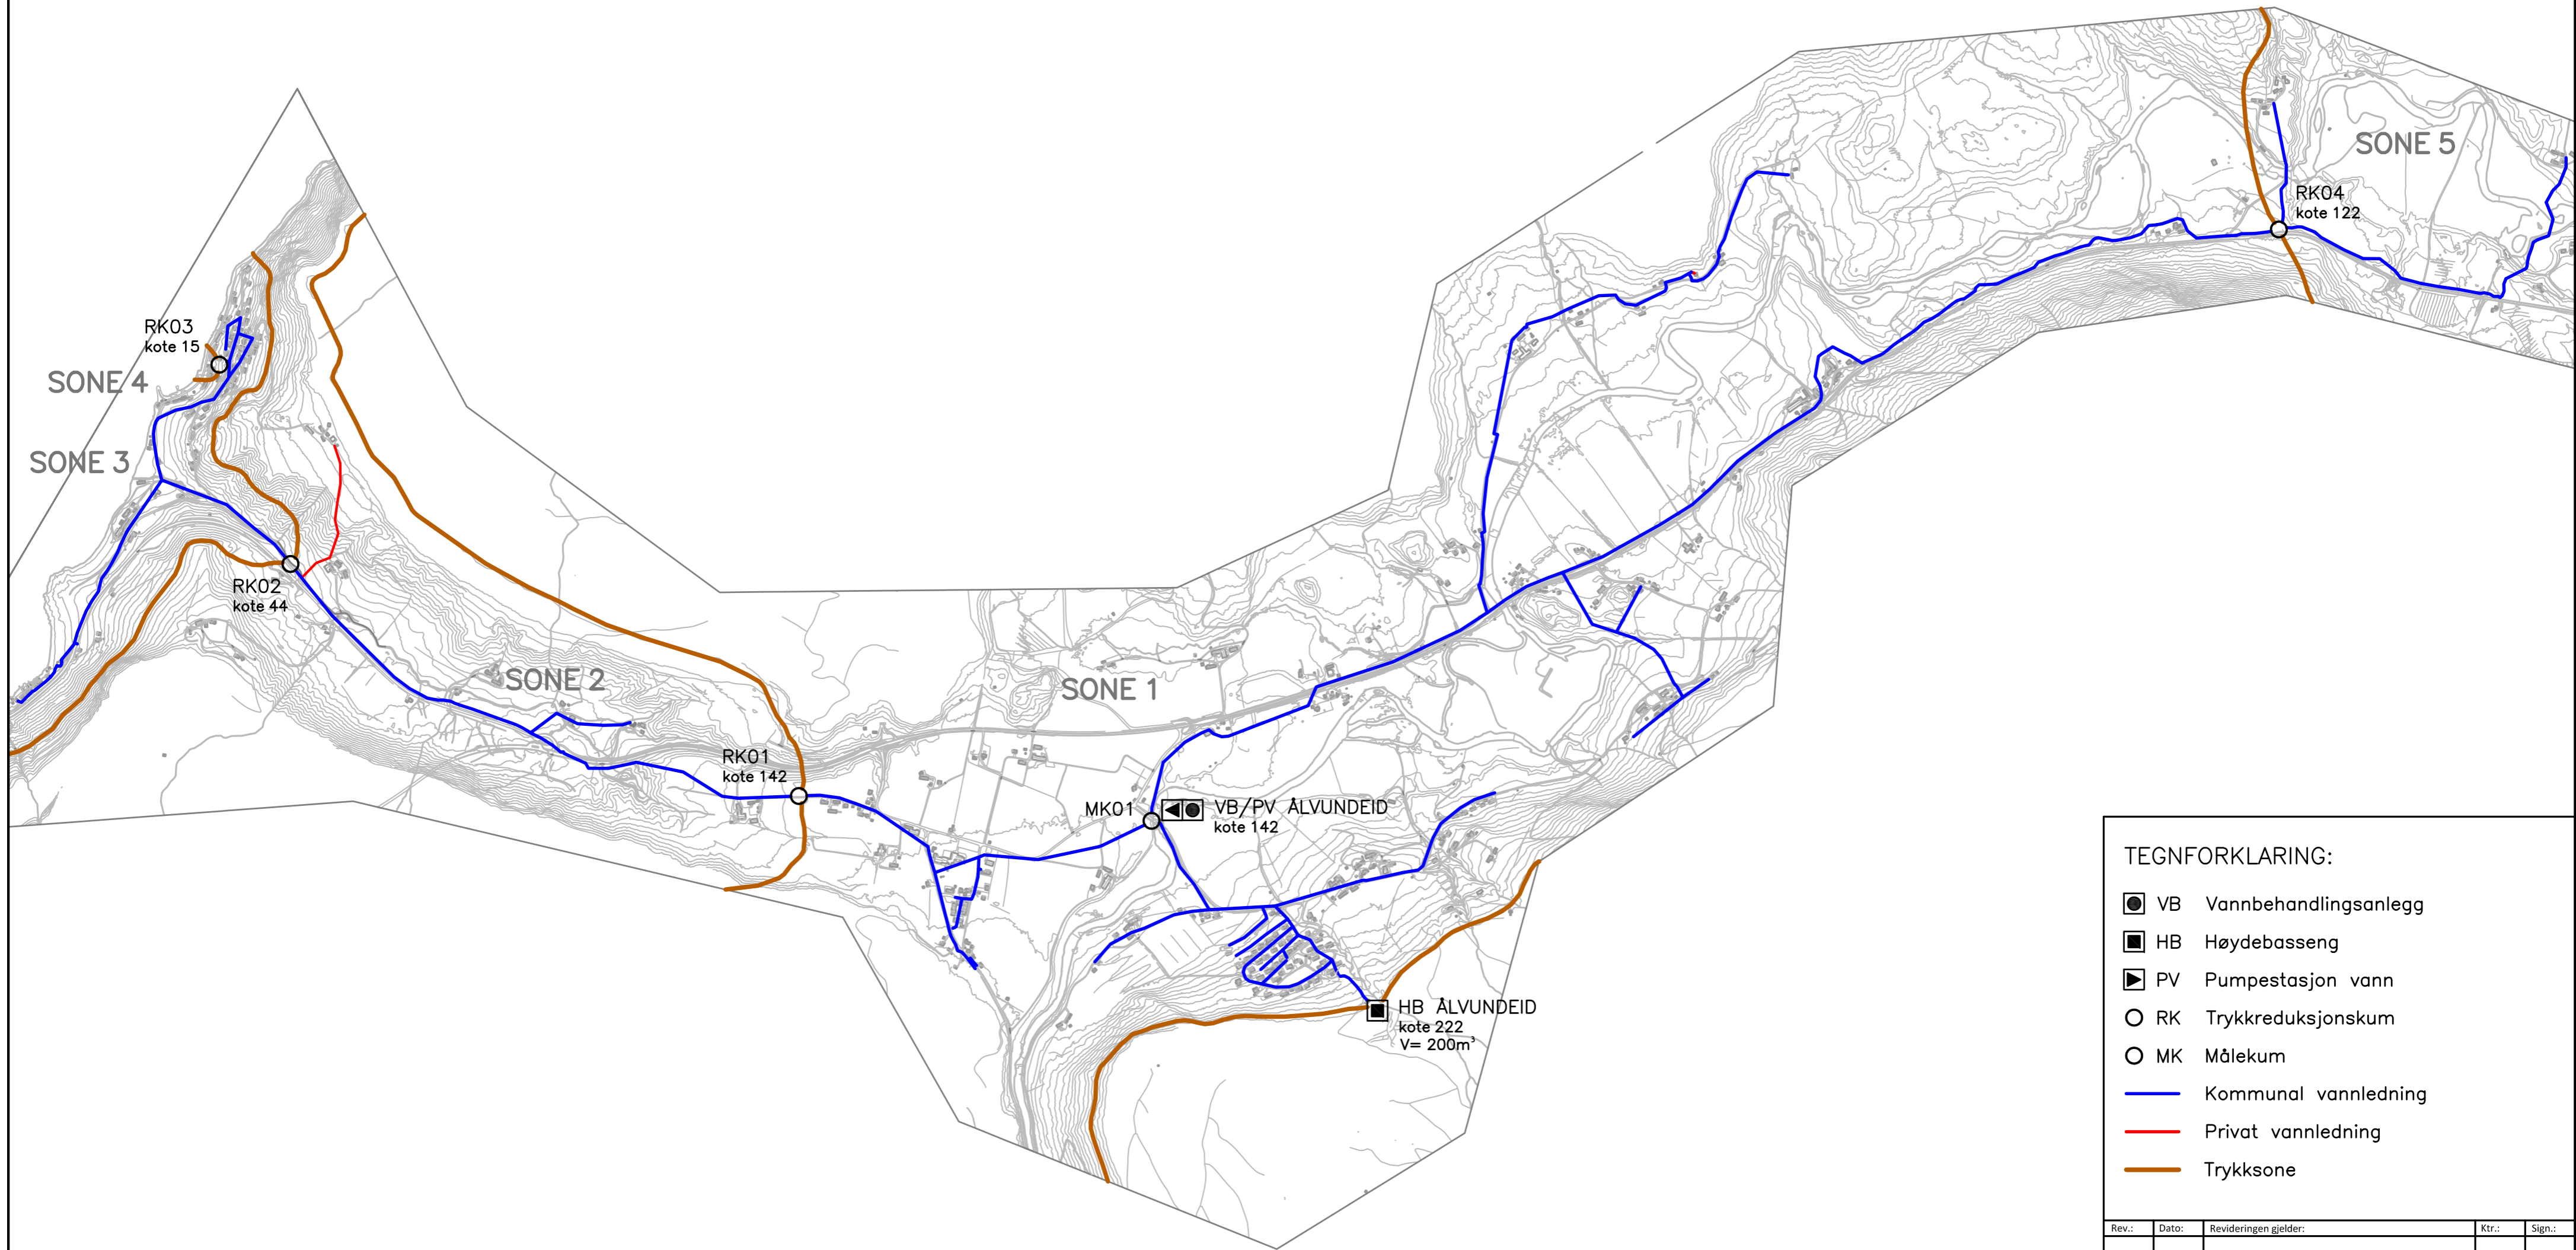 SONE 5
RK04
kote 122
RK03
kote 15
SONE 4
SONE 3
RK02
kote 44
SONE 2
SONE 1
RK01
kote 142
MK01
VB/PV ÅLVUNDEID
kote 142
HB ÅLVUNDEID
kote 222
V= 200m³
TEGNFORKLARING:
VB Vannbehandlingsanlegg
HB Høydebasseng
PV Pumpestasjon vann
RK Trykkreduksjonskum
MK Målekum
Kommunal vannledning
Privat vannledning
Trykksone
Rev.: Dato: Revideringen gjelder: Ktr.: Sign.: